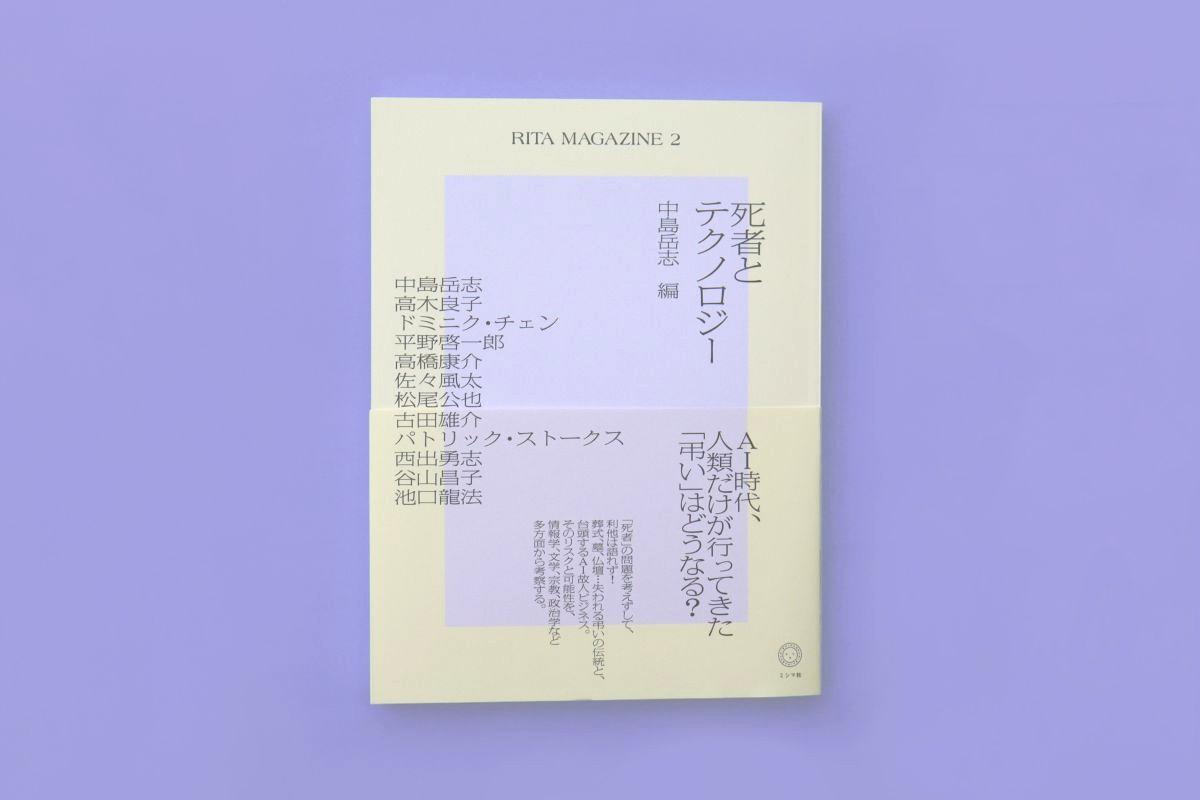 RITA MAGAZINE 2
死者と
テクノロジー
中島岳志 編
中島岳志
高木良子
ドミニク・チェン
平野啓一郎
高橋康介
佐々風太
松尾公也
古田雄介
パトリック・ストークス
西出勇志
谷山昌子
池口龍法
AI時代、
人類だけが行ってきた
「弔い」はどうなる?
「死者」の問題を考えずして、
利他は語れず!
葬式、墓、仏壇…失われる弔いの伝統と、
台頭するAI故人ビジネス。
そのリスクと可能性を、
情報学、文学、宗教、政治学など
多方面から考察する。
ミシマ社